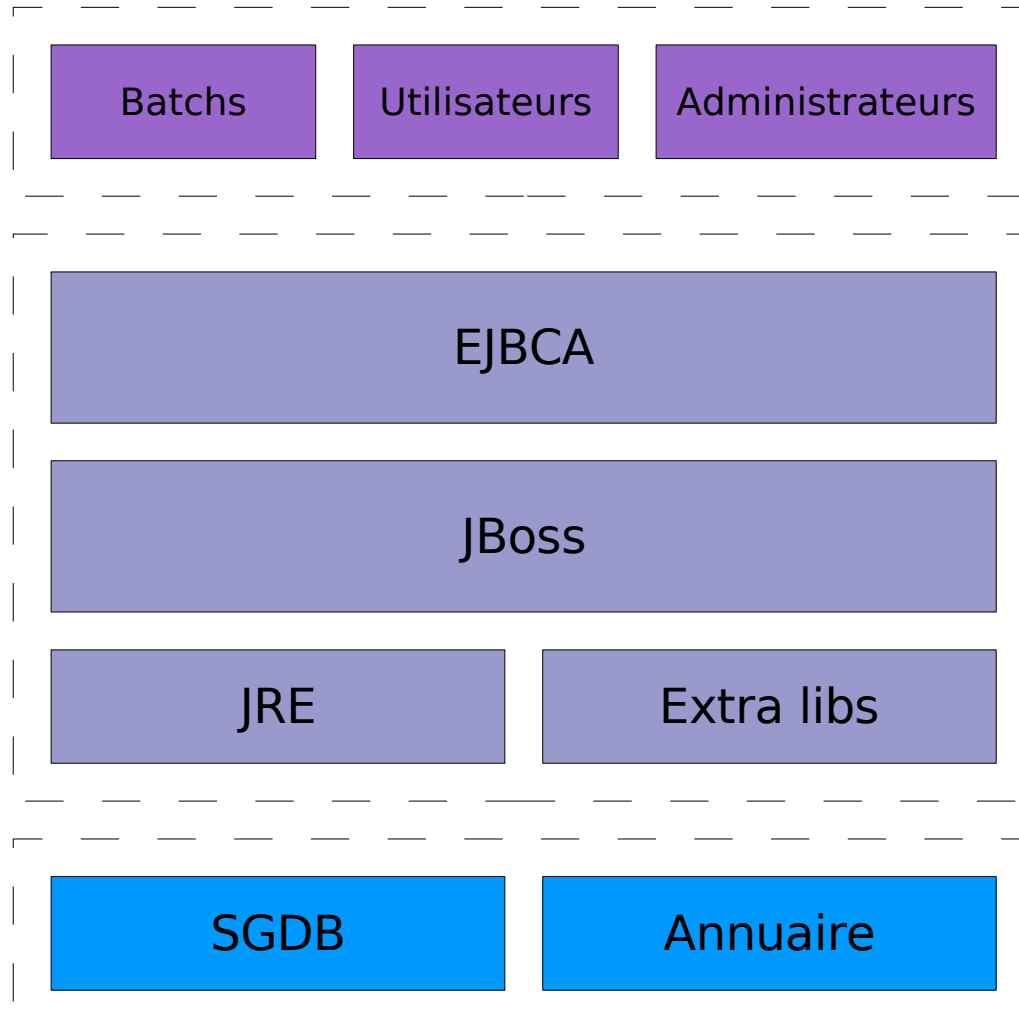 Batchs
Utilisateurs
Administrateurs
EJBCA
JBoss
JRE
Extra libs
SGDB
Annuaire